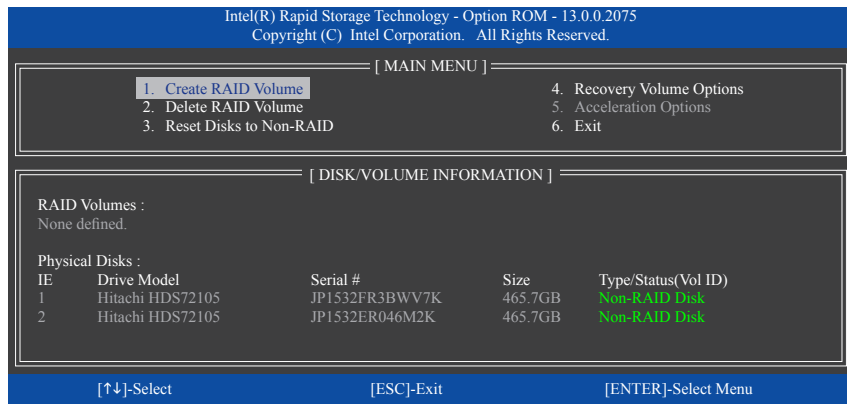 Intel(R) Rapid Storage Technology - Option ROM - 13.0.0.2075
Copyright (C) Intel Corporation. All Rights Reserved.
[ MAIN MENU ]
1. Create RAID Volume
2. Delete RAID Volume
3. Reset Disks to Non-RAID
4. Recovery Volume Options
5. Acceleration Options
6. Exit
[ DISK/VOLUME INFORMATION ]
RAID Volumes :
None defined.
Physical Disks :
IE Drive Model Serial # Size Type/Status(Vol ID)
1 Hitachi HDS72105 JP1532FR3BWV7K 465.7GB Non-RAID Disk
2 Hitachi HDS72105 JP1532ER046M2K 465.7GB Non-RAID Disk
[↑↓]-Select [ESC]-Exit [ENTER]-Select Menu